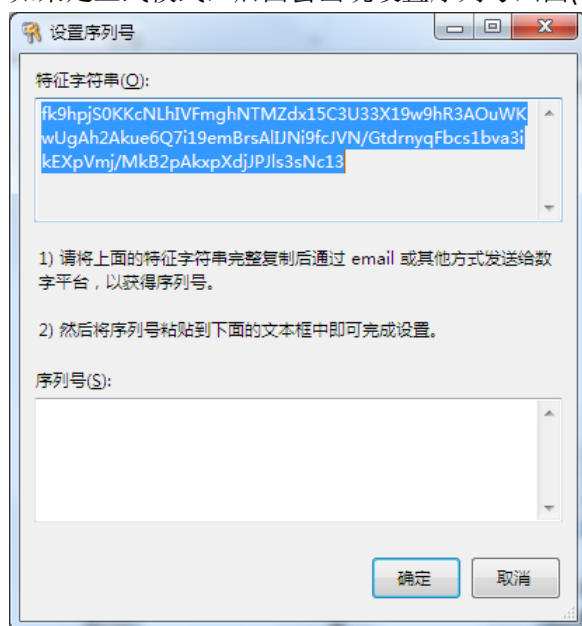 设置序列号
特征字符串(O):
fk9hpjS0KKcNLhIVFmghNTMZdx15C3U33X19w9hR3AOuWK
wUgAh2Akue6Q7i19emBrsAlIJNi9fcJVN/GtdrnyqFbcs1bva3i
kEXpVmj/MkB2pAkxpXdjJPJls3sNc13
1) 请将上面的特征字符串完整复制后通过 email 或其他方式发送给数
字平台，以获得序列号。
2) 然后将序列号粘贴到下面的文本框中即可完成设置。
序列号(S):
确定
取消